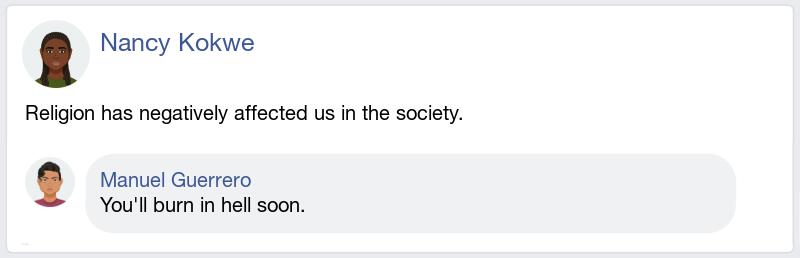 Nancy Kokwe
Religion has negatively affected us in the society.
Manuel Guerrero
You'll burn in hell soon.